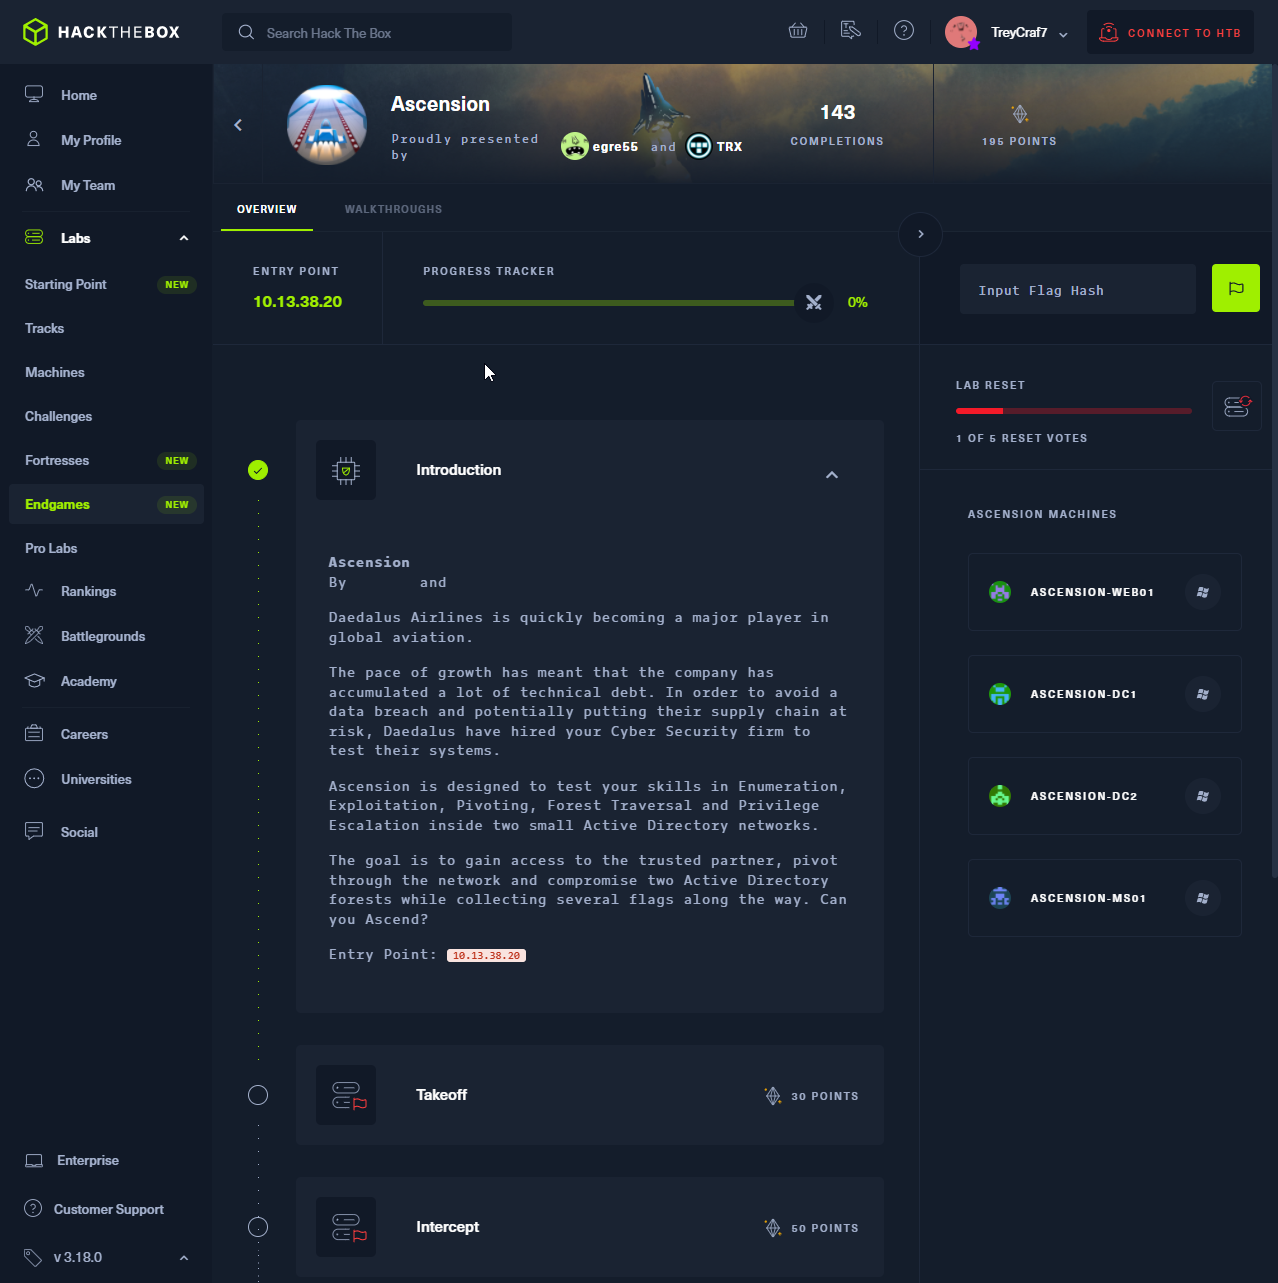 HACKTHEBOX
Search Hack The Box
TreyCraf7
CONNECT TO HTB
Home
My Profile
My Team
Labs
Starting Point NEW
Tracks
Machines
Challenges
Fortresses NEW
Endgames NEW
Pro Labs
Rankings
Battlegrounds
Academy
Careers
Universities
Social
Enterprise
Customer Support
v 3.18.0
Ascension
Proudly presented
by
egre55 and TRX
143
COMPLETIONS
195 POINTS
OVERVIEW
WALKTHROUGHS
ENTRY POINT
10.13.38.20
PROGRESS TRACKER
0%
Input Flag Hash
LAB RESET
1 OF 5 RESET VOTES
ASCENSION MACHINES
ASCENSION-WEB01
ASCENSION-DC1
ASCENSION-DC2
ASCENSION-MS01
Introduction
Ascension
By and
Daedalus Airlines is quickly becoming a major player in
global aviation.
The pace of growth has meant that the company has
accumulated a lot of technical debt. In order to avoid a
data breach and potentially putting their supply chain at
risk, Daedalus have hired your Cyber Security firm to
test their systems.
Ascension is designed to test your skills in Enumeration,
Exploitation, Pivoting, Forest Traversal and Privilege
Escalation inside two small Active Directory networks.
The goal is to gain access to the trusted partner, pivot
through the network and compromise two Active Directory
forests while collecting several flags along the way. Can
you Ascend?
Entry Point: 10.13.38.20
Takeoff
30 POINTS
Intercept
50 POINTS